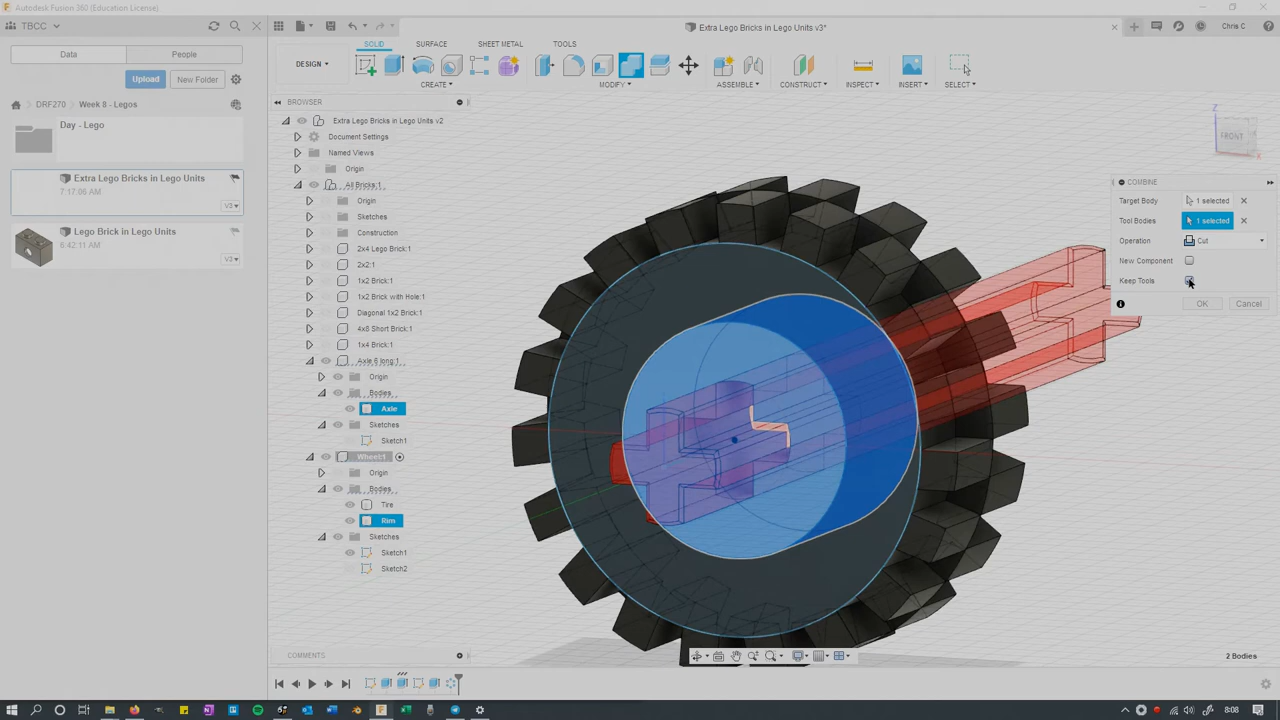 Autodesk Fusion 360 (Education License)
TBCC
Extra Lego Bricks in Lego Units v3*
Chris C
Data
People
SOLID
SURFACE
SHEET METAL
TOOLS
DESIGN
CREATE
MODIFY
ASSEMBLE
CONSTRUCT
INSPECT
INSERT
SELECT
Upload
New Folder
DRF270
Week 8 - Legos
Day - Lego
Extra Lego Bricks in Lego Units
7:17:06 AM
V3
Lego Brick in Lego Units
6:42:11 AM
V3
BROWSER
Extra Lego Bricks in Lego Units v2
Document Settings
Named Views
Origin
All Bricks:1
Origin
Sketches
Construction
2x4 Lego Brick:1
2x2:1
1x2 Brick:1
1x2 Brick with Hole:1
Diagonal 1x2 Brick:1
4x8 Short Brick:1
1x4 Brick:1
Axle 6 long:1
Origin
Bodies
Axle
Sketches
Sketch1
Wheel:1
Origin
Bodies
Tire
Rim
Sketches
Sketch1
Sketch2
Z
FRONT
X
COMBINE
Target Body
1 selected
Tool Bodies
1 selected
Operation
Cut
New Component
Keep Tools
OK
Cancel
COMMENTS
2 Bodies
8:08